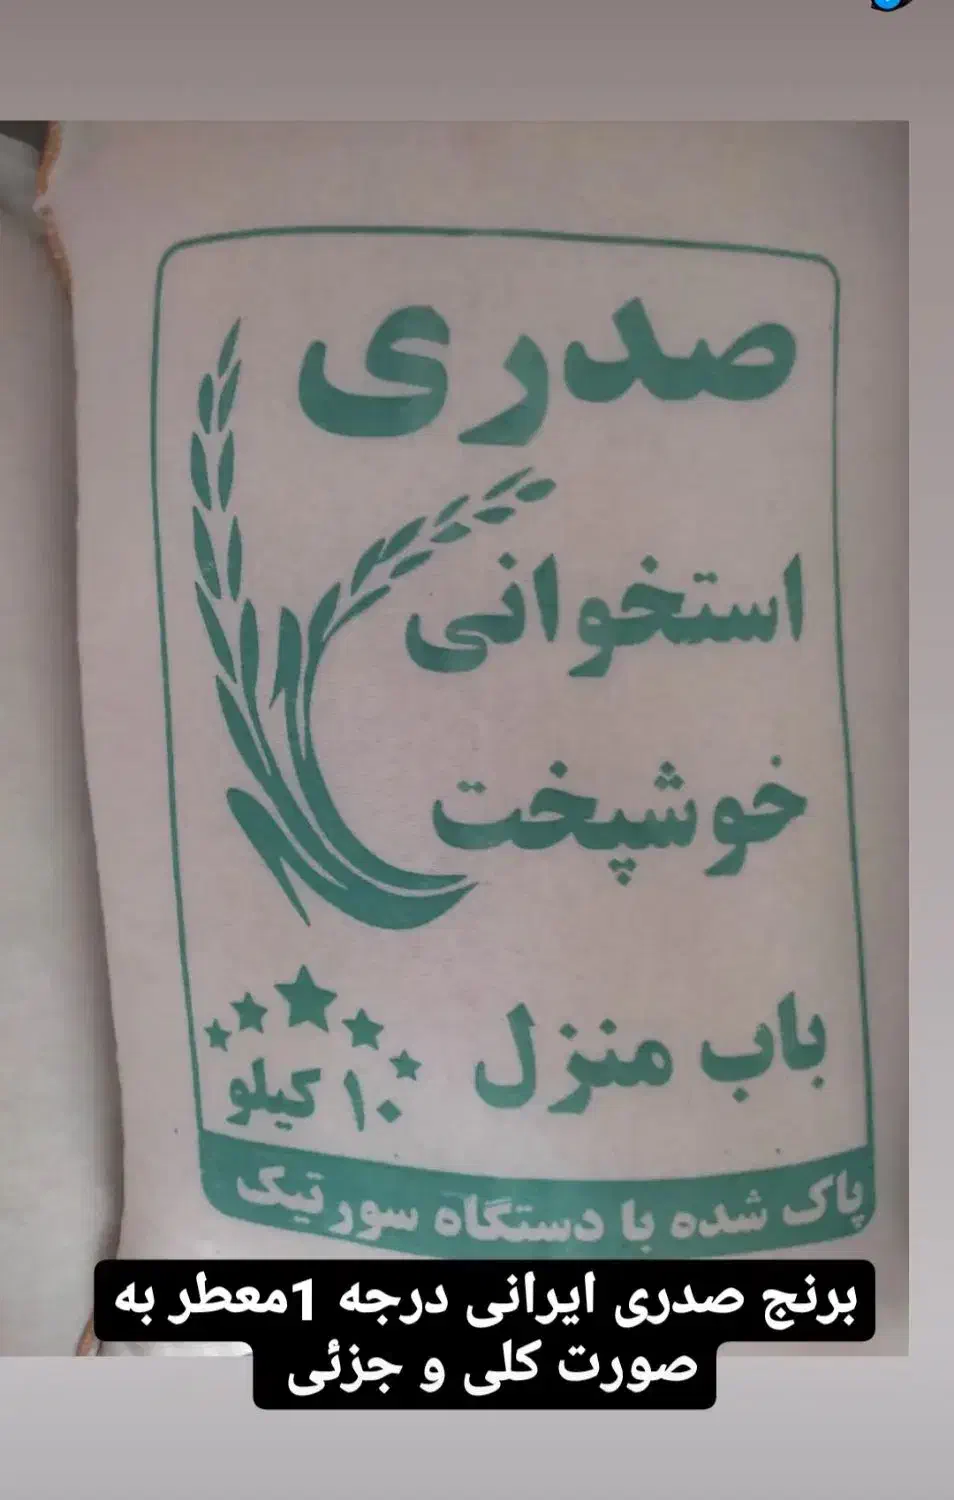 صدری
استخوانی
خوشپخت
باب منزل
۱۰ کیلو
پاک شده با دستگاه سورتیک
برنج صدری ایرانی درجه 1معطر به
صورت کلی و جزئی